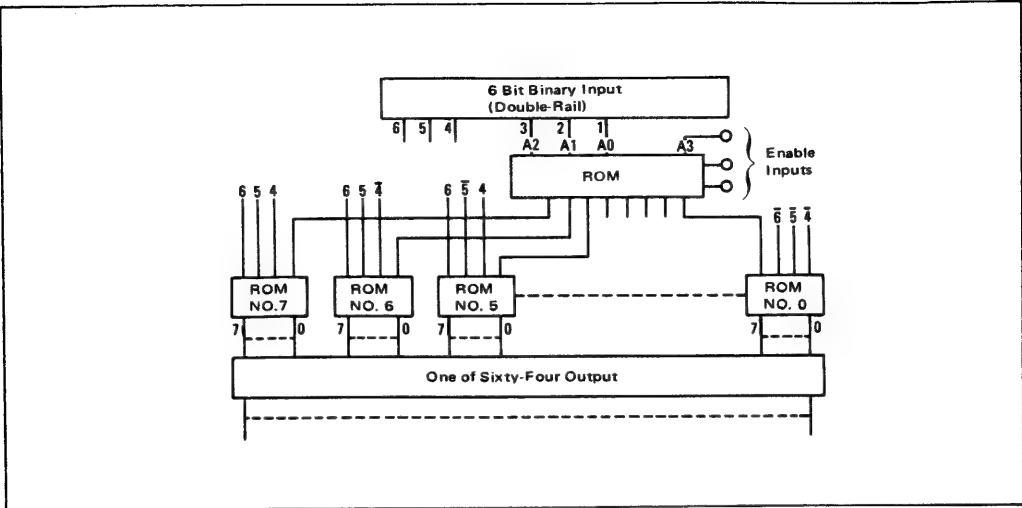 6 Bit Binary Input
(Double-Rail)
6 5 4 3 2 1
A2 A1 A0 A3
Enable
Inputs
ROM
6 5 4 6 5 4̅ 6 5̅ 4 6̅ 5̅ 4̅
ROM
NO.7
ROM
NO. 6
ROM
NO. 5
ROM
NO. 0
7 0 7 0 7 0 7 0
One of Sixty-Four Output